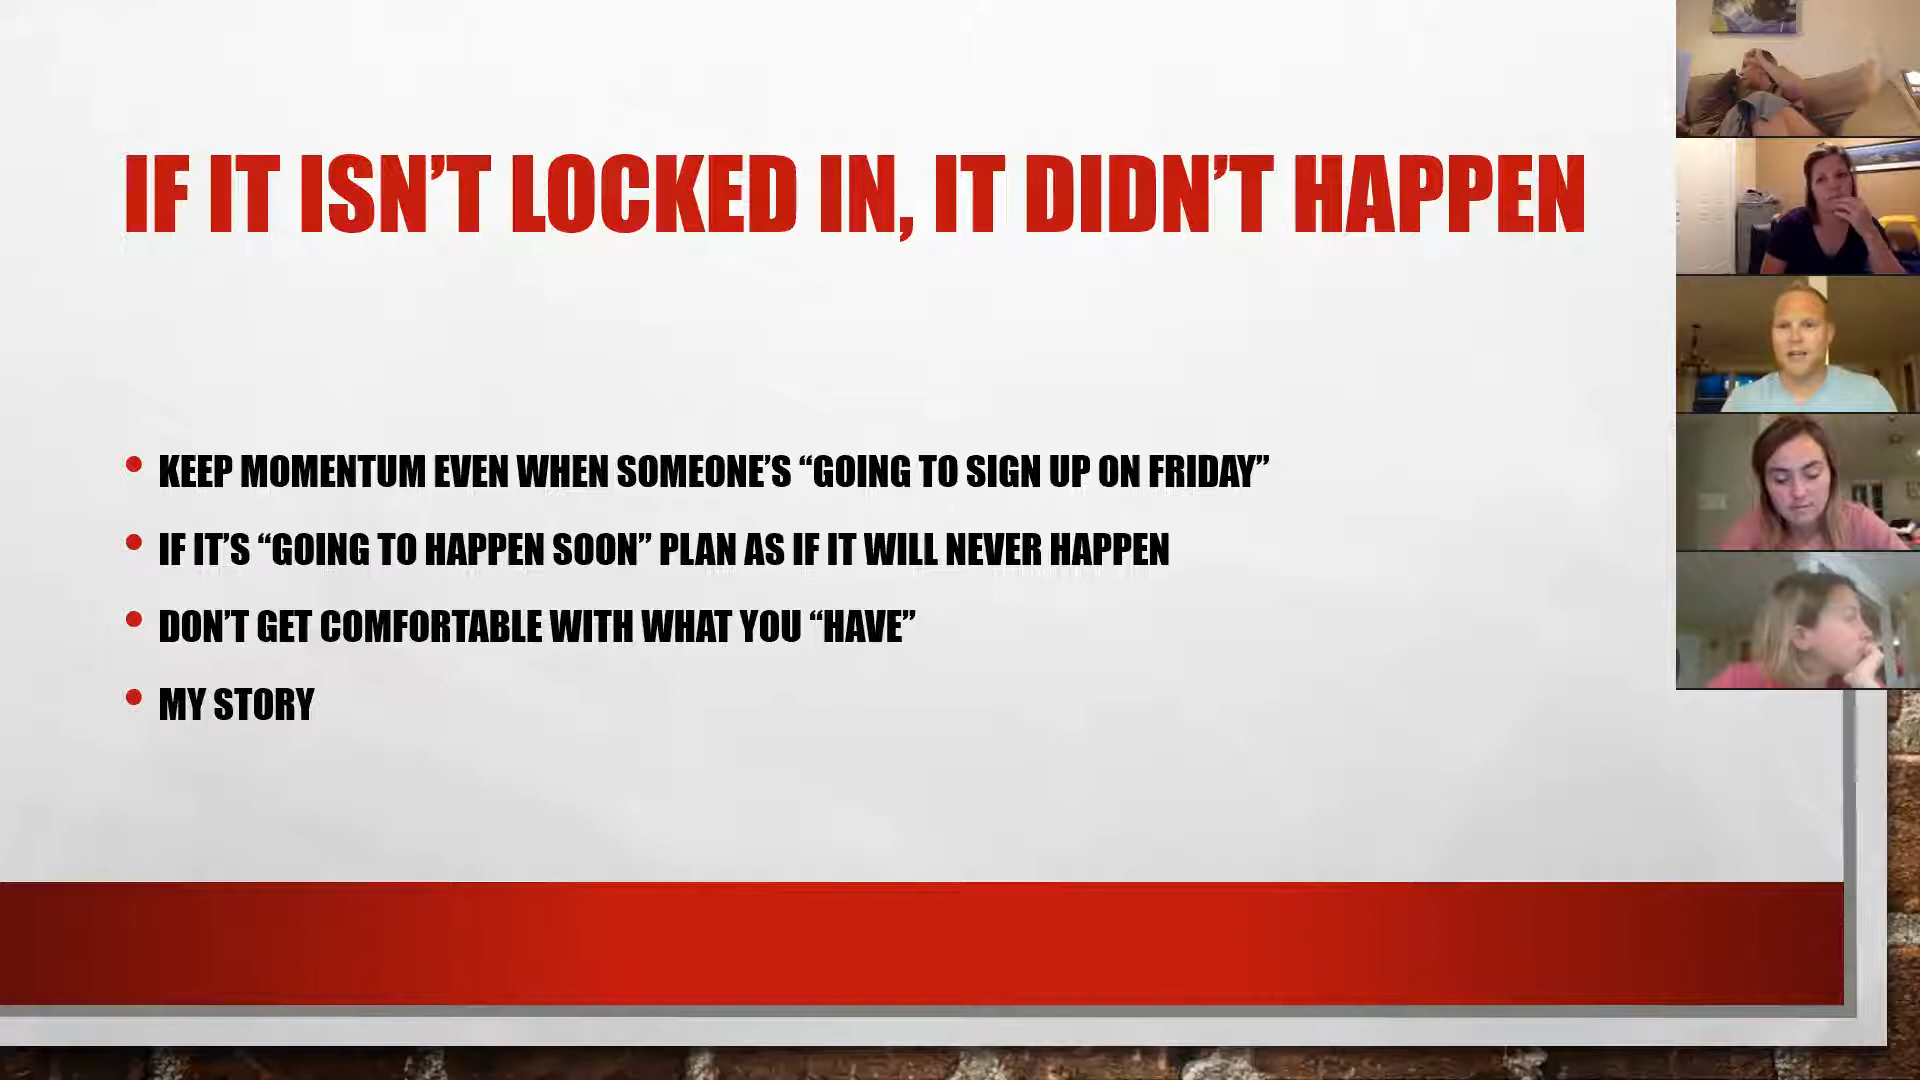 IF IT ISN’T LOCKED IN, IT DIDN’T HAPPEN
• KEEP MOMENTUM EVEN WHEN SOMEONE’S “GOING TO SIGN UP ON FRIDAY”
• IF IT’S “GOING TO HAPPEN SOON” PLAN AS IF IT WILL NEVER HAPPEN
• DON’T GET COMFORTABLE WITH WHAT YOU “HAVE”
• MY STORY